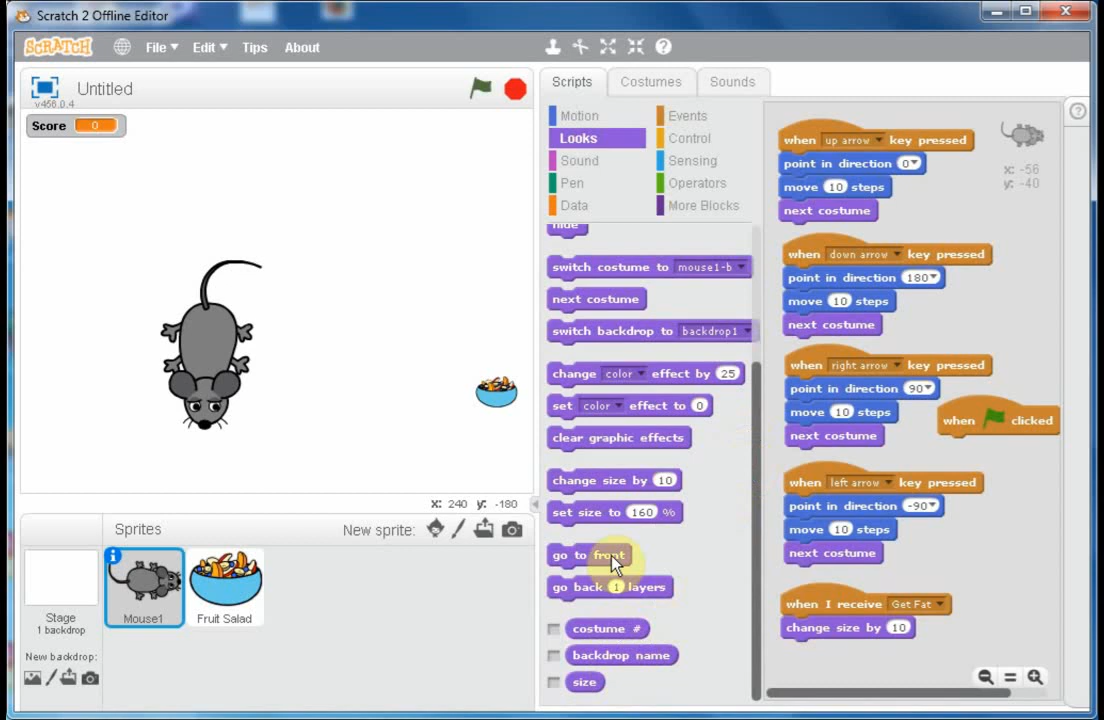 Scratch 2 Offline Editor
SCRATCH File Edit Tips About
Untitled
v456.0.4
Score 0
x: 240 y: -180
Sprites New sprite:
Stage
1 backdrop
New backdrop:
Mouse1
Fruit Salad
Scripts Costumes Sounds
Motion Events
Looks Control
Sound Sensing
Pen Operators
Data More Blocks
hide
switch costume to mouse1-b
next costume
switch backdrop to backdrop1
change color effect by 25
set color effect to 0
clear graphic effects
change size by 10
set size to 160 %
go to front
go back 1 layers
costume #
backdrop name
size
x: -56
y: -40
when up arrow key pressed
point in direction 0
move 10 steps
next costume
when down arrow key pressed
point in direction 180
move 10 steps
next costume
when right arrow key pressed
point in direction 90
move 10 steps
next costume
when clicked
when left arrow key pressed
point in direction -90
move 10 steps
next costume
when I receive Get Fat
change size by 10